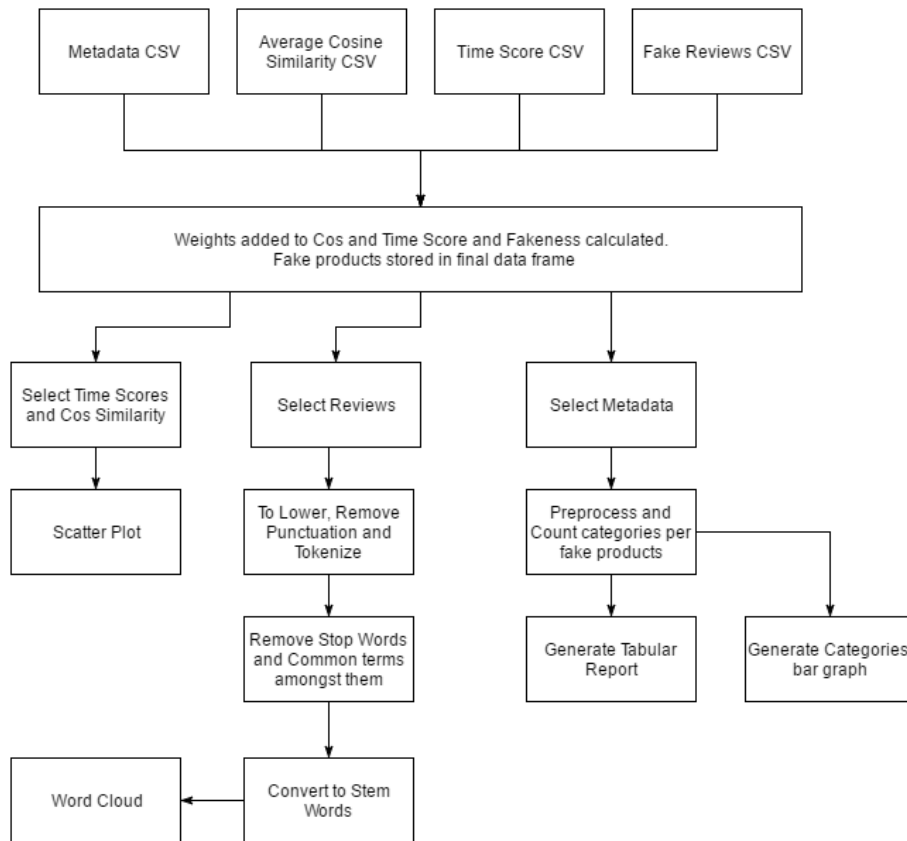 Metadata CSV
Average Cosine
Similarity CSV
Time Score CSV
Fake Reviews CSV
Weights added to Cos and Time Score and Fakeness calculated.
Fake products stored in final data frame
Select Time Scores
and Cos Similarity
Select Reviews
Select Metadata
Scatter Plot
To Lower, Remove
Punctuation and
Tokenize
Preprocess and
Count categories per
fake products
Remove Stop Words
and Common terms
amongst them
Generate Tabular
Report
Generate Categories
bar graph
Word Cloud
Convert to Stem
Words